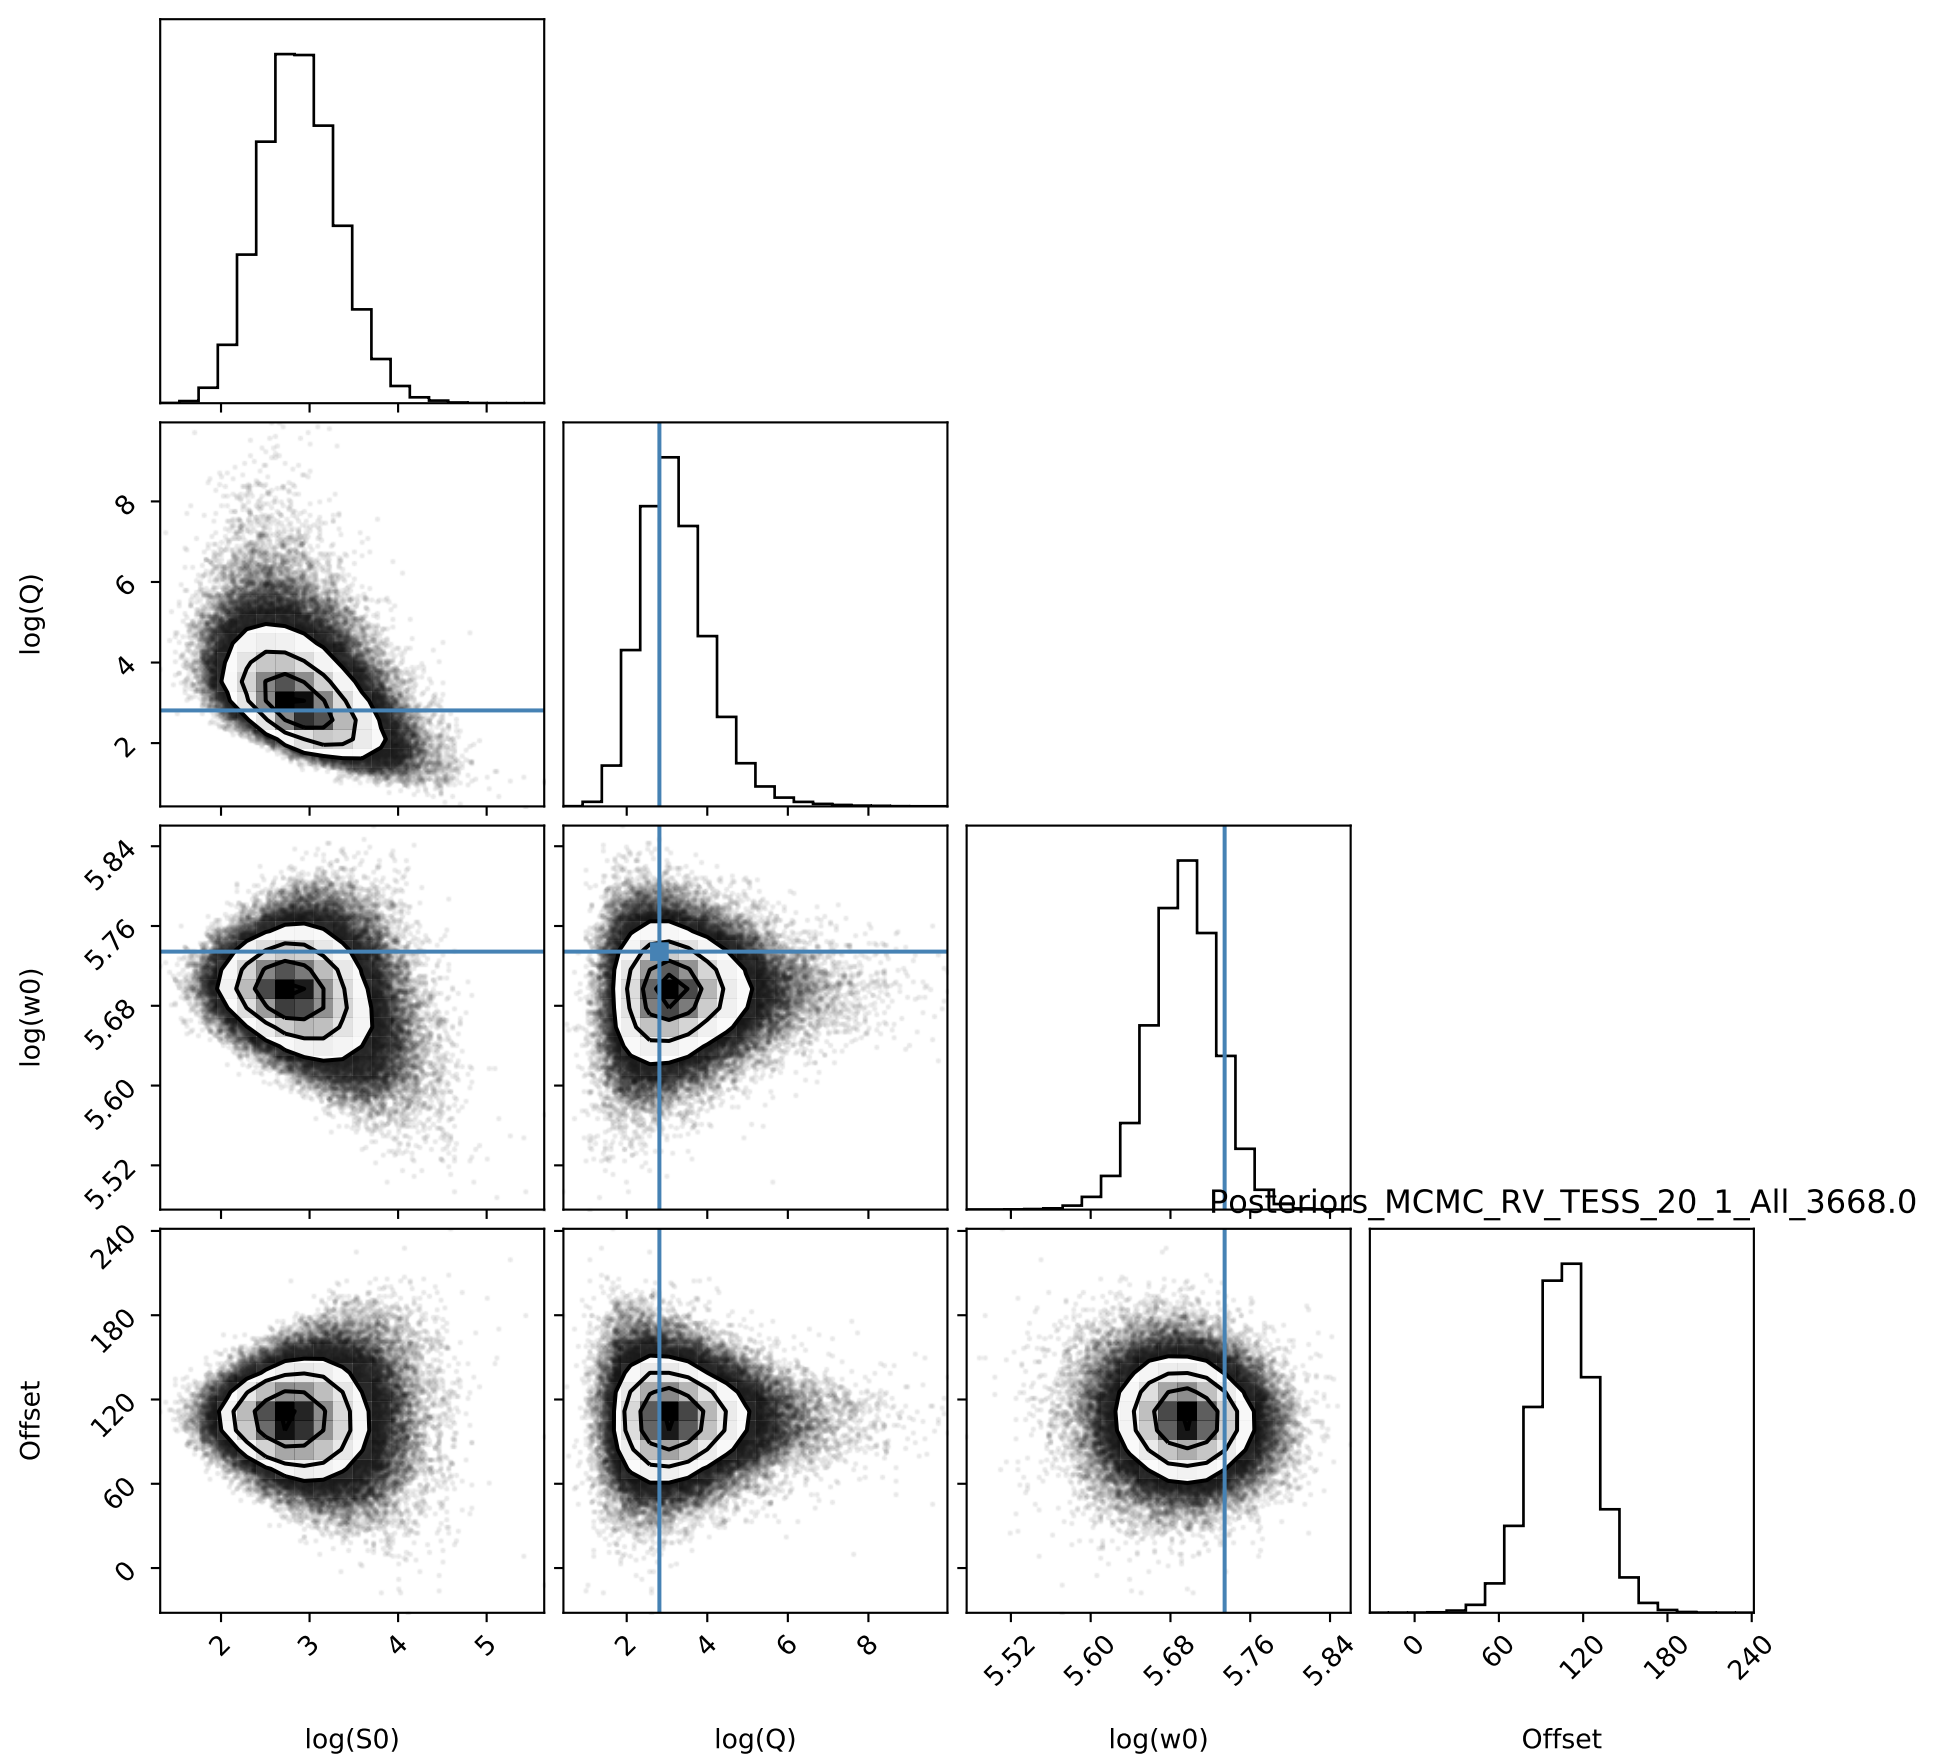 log(Q)
8
6
4
2
log(w0)
5.84
5.76
5.68
5.60
5.52
Posteriors_MCMC_RV_TESS_20_1_All_3668.0
Offset
240
180
120
60
0
2 3 4 5
2 4 6 8
5.52 5.60 5.68 5.76 5.84
0 60 120 180 240
log(S0) log(Q) log(w0) Offset